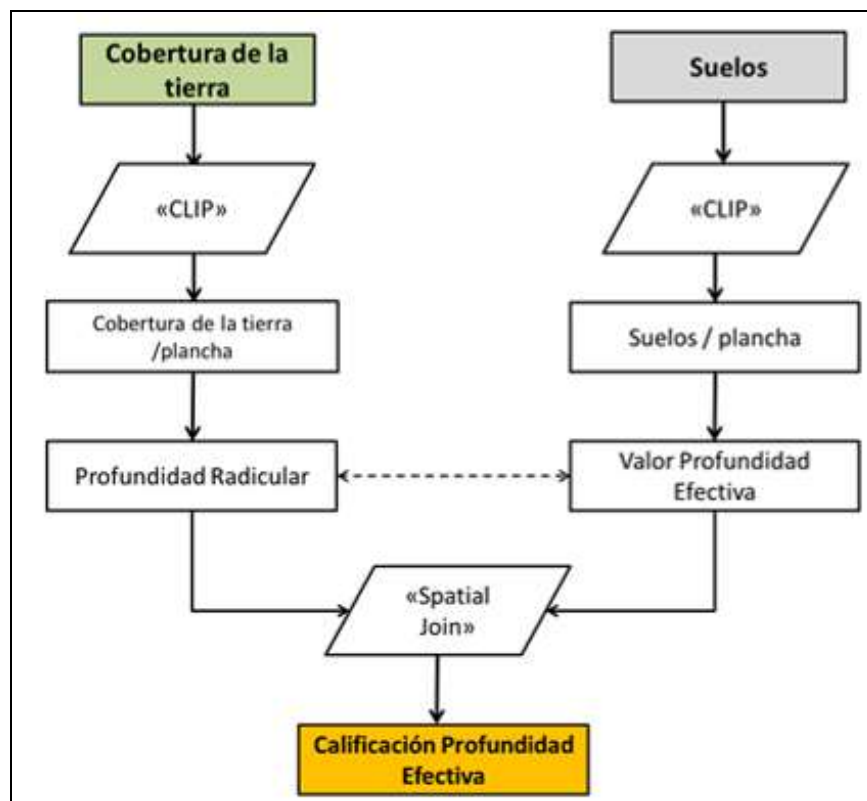 Cobertura de la
tierra
Suelos
«CLIP»
«CLIP»
Cobertura de la tierra
/plancha
Suelos / plancha
Profundidad Radicular
Valor Profundidad
Efectiva
«Spatial
Join»
Calificación Profundidad
Efectiva